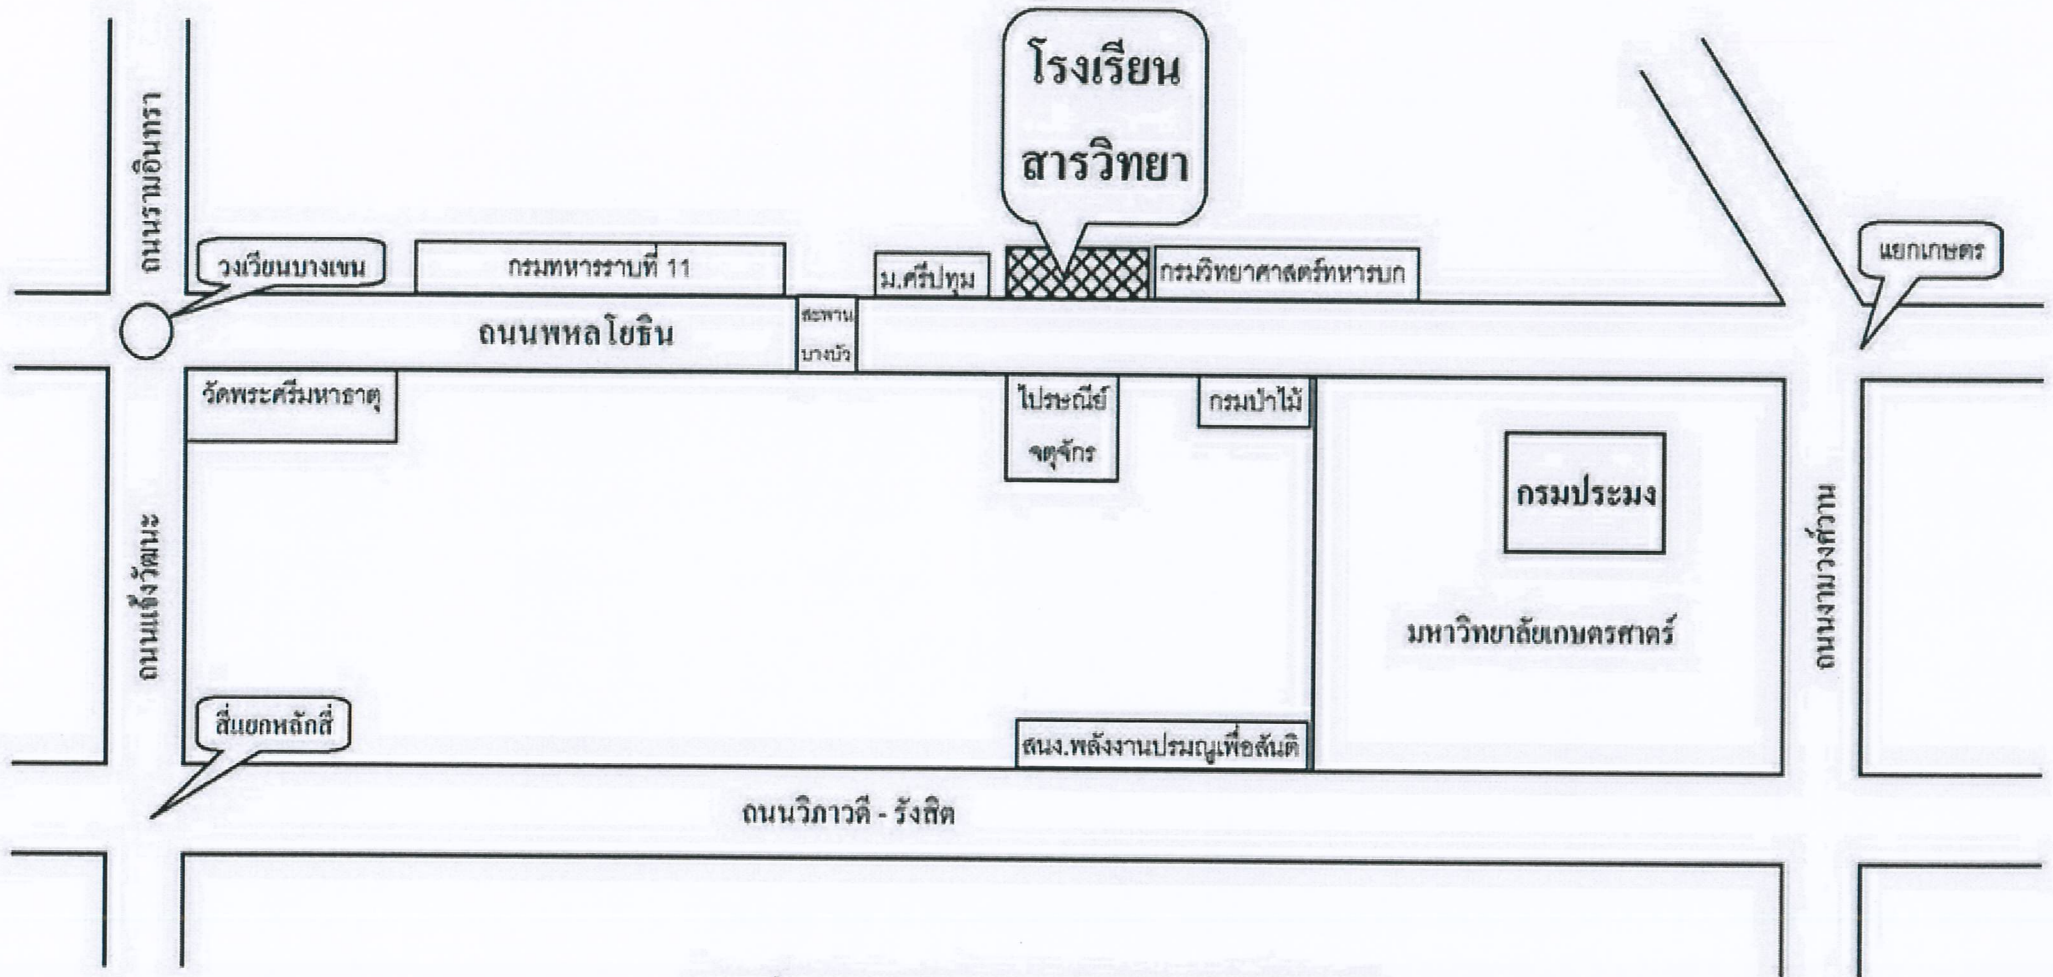 โรงเรียน
สารวิทยา
ถนนรามอินทรา
วงเวียนบางเขน
กรมทหารราบที่ 11
ม.ศรีปทุม
กรมวิทยาศาสตร์ทหารบก
แยกเกษตร
ถนนพหลโยธิน
สะพาน
บางบัว
วัดพระศรีมหาธาตุ
ไปรษณีย์
จตุจักร
กรมป่าไม้
กรมประมง
ถนนแจ้งวัฒนะ
ถนนงามวงศ์วาน
มหาวิทยาลัยเกษตรศาตร์
สี่แยกหลักสี่
สนง.พลังงานปรมณูเพื่อสันติ
ถนนวิภาวดี - รังสิต